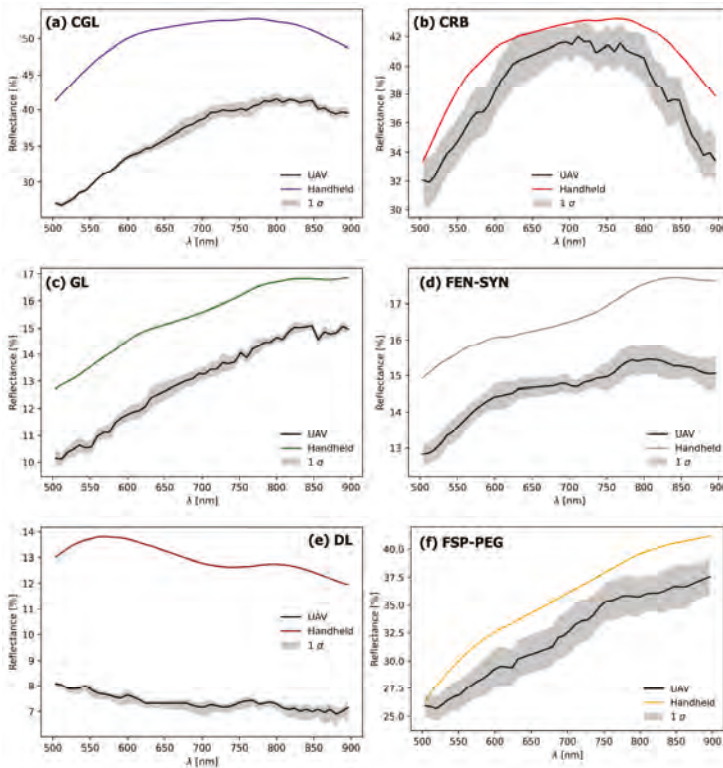 (a) CGL
50
45
40
35
30
Reflectance [%]
UAV
Handheld
1 σ
500 550 600 650 700 750 800 850 900
λ [nm]
(b) CRB
42
40
38
36
34
32
30
Reflectance [%]
UAV
Handheld
1 σ
500 550 600 650 700 750 800 850 900
λ [nm]
(c) GL
17
16
15
14
13
12
11
10
Reflectance [%]
UAV
Handheld
1 σ
500 550 600 650 700 750 800 850 900
λ [nm]
(d) FEN-SYN
17
16
15
14
13
Reflectance [%]
UAV
Handheld
1 σ
500 550 600 650 700 750 800 850 900
λ [nm]
(e) DL
14
13
12
11
10
9
8
7
Reflectance [%]
UAV
Handheld
1 σ
500 550 600 650 700 750 800 850 900
λ [nm]
(f) FSP-PEG
40.0
37.5
35.0
32.5
30.0
27.5
25.0
Reflectance [%]
UAV
Handheld
1 σ
500 550 600 650 700 750 800 850 900
λ [nm]